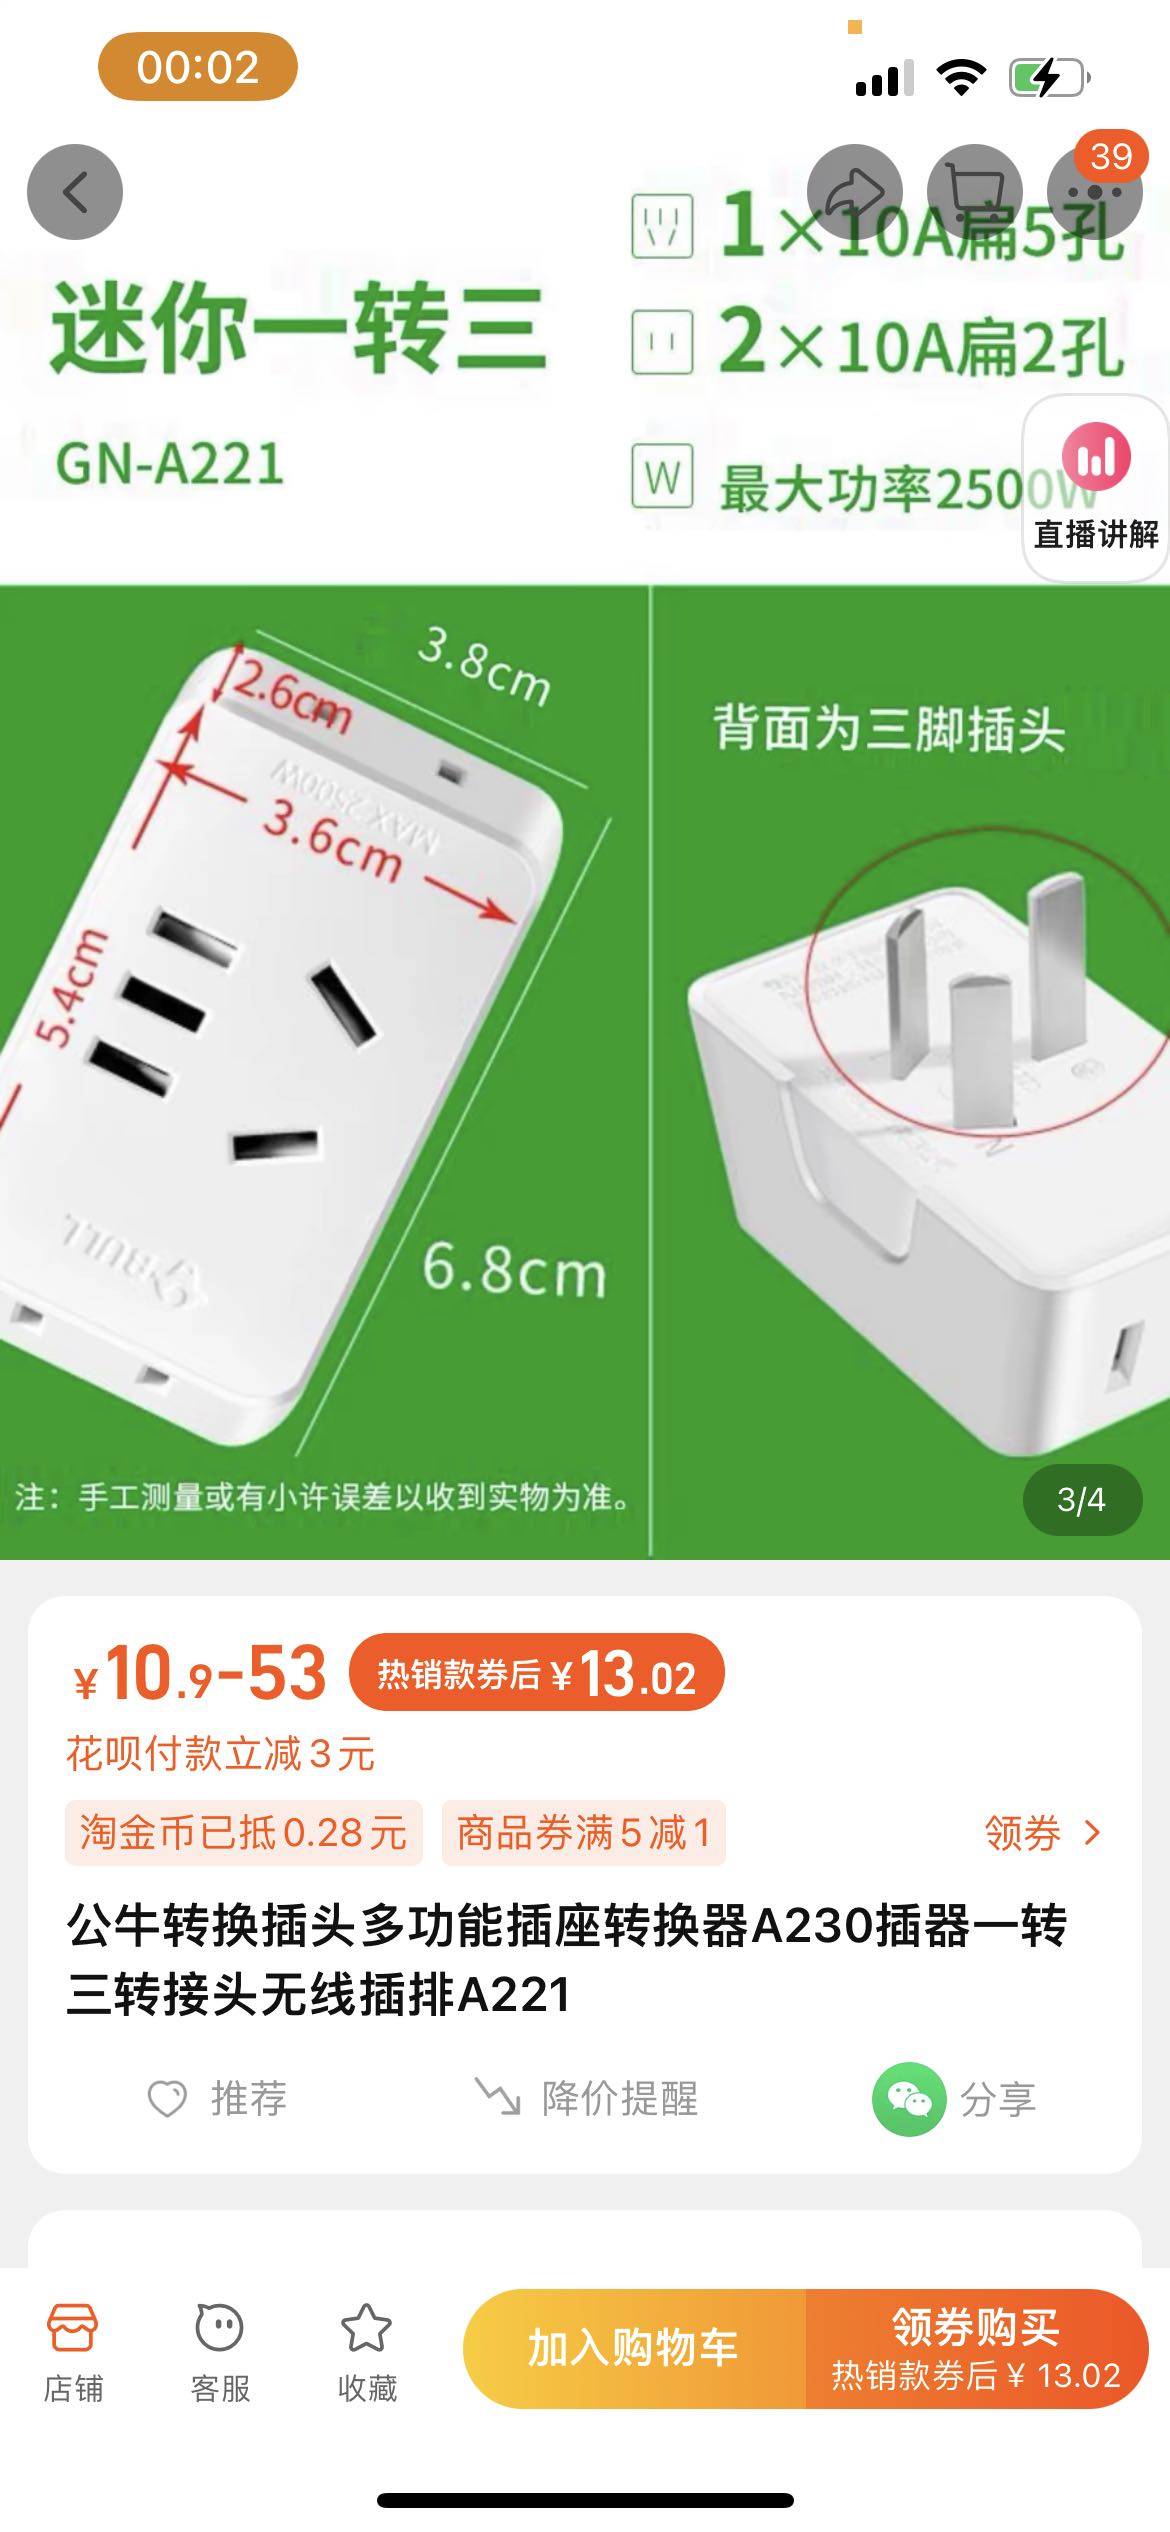 00:02
39
1×10A扁5孔
迷你一转三
2×10A扁2孔
GN-A221
W 最大功率2500W
直播讲解
3.8cm
2.6cm
MAX 2500W
3.6cm
5.4cm
BULL
6.8cm
注：手工测量或有小许误差以收到实物为准。
背面为三脚插头
N
3/4
¥10.9-53 热销款券后¥13.02
花呗付款立减3元
淘金币已抵0.28元 商品券满5减1 领券
公牛转换插头多功能插座转换器A230插器一转
三转接头无线插排A221
推荐 降价提醒 分享
店铺 客服 收藏
加入购物车
领券购买
热销款券后¥ 13.02